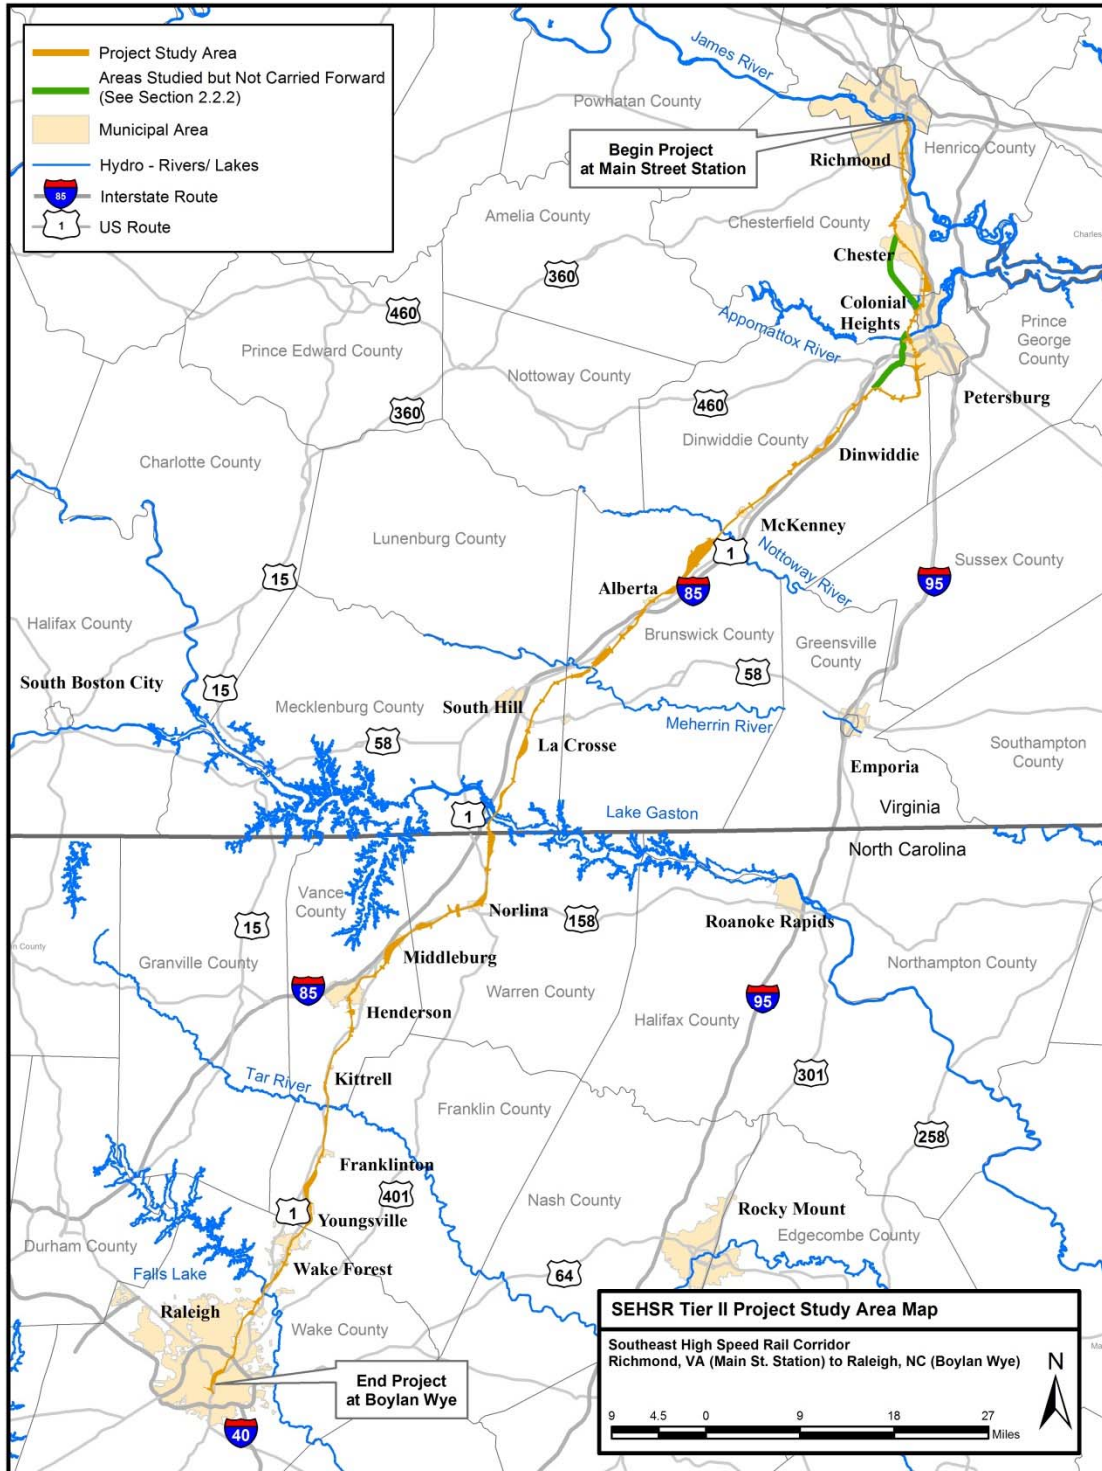 Project Study Area
Areas Studied but Not Carried Forward
(See Section 2.2.2)
Municipal Area
Hydro - Rivers/ Lakes
85
Interstate Route
1
US Route
James River
Powhatan County
Begin Project
at Main Street Station
Richmond
Henrico County
Amelia County
Chesterfield County
Charles
Chester
360
460
Colonial
Heights
Appomattox River
Prince
George
County
Prince Edward County
Nottoway County
360
460
Petersburg
Dinwiddie County
Dinwiddie
Charlotte County
McKenney
Lunenburg County
1
Nottoway River
Sussex County
15
Alberta
85
95
Halifax County
Brunswick County
Greensville
County
58
South Boston City
15
Mecklenburg County
South Hill
Meherrin River
58
La Crosse
Southampton
County
Emporia
1
Lake Gaston
Virginia
North Carolina
Vance
County
Norlina
158
Roanoke Rapids
15
n County
Middleburg
Granville County
Northampton County
85
Warren County
95
Henderson
Halifax County
Tar River
Kittrell
301
Franklin County
258
Franklinton
401
Nash County
1
Youngsville
Rocky Mount
Edgecombe County
Durham County
Wake Forest
Falls Lake
64
Raleigh
Wake County
End Project
at Boylan Wye
40
SEHSR Tier II Project Study Area Map
Southeast High Speed Rail Corridor
Richmond, VA (Main St. Station) to Raleigh, NC (Boylan Wye)
N
9 4.5 0 9 18 27
Miles
Ma